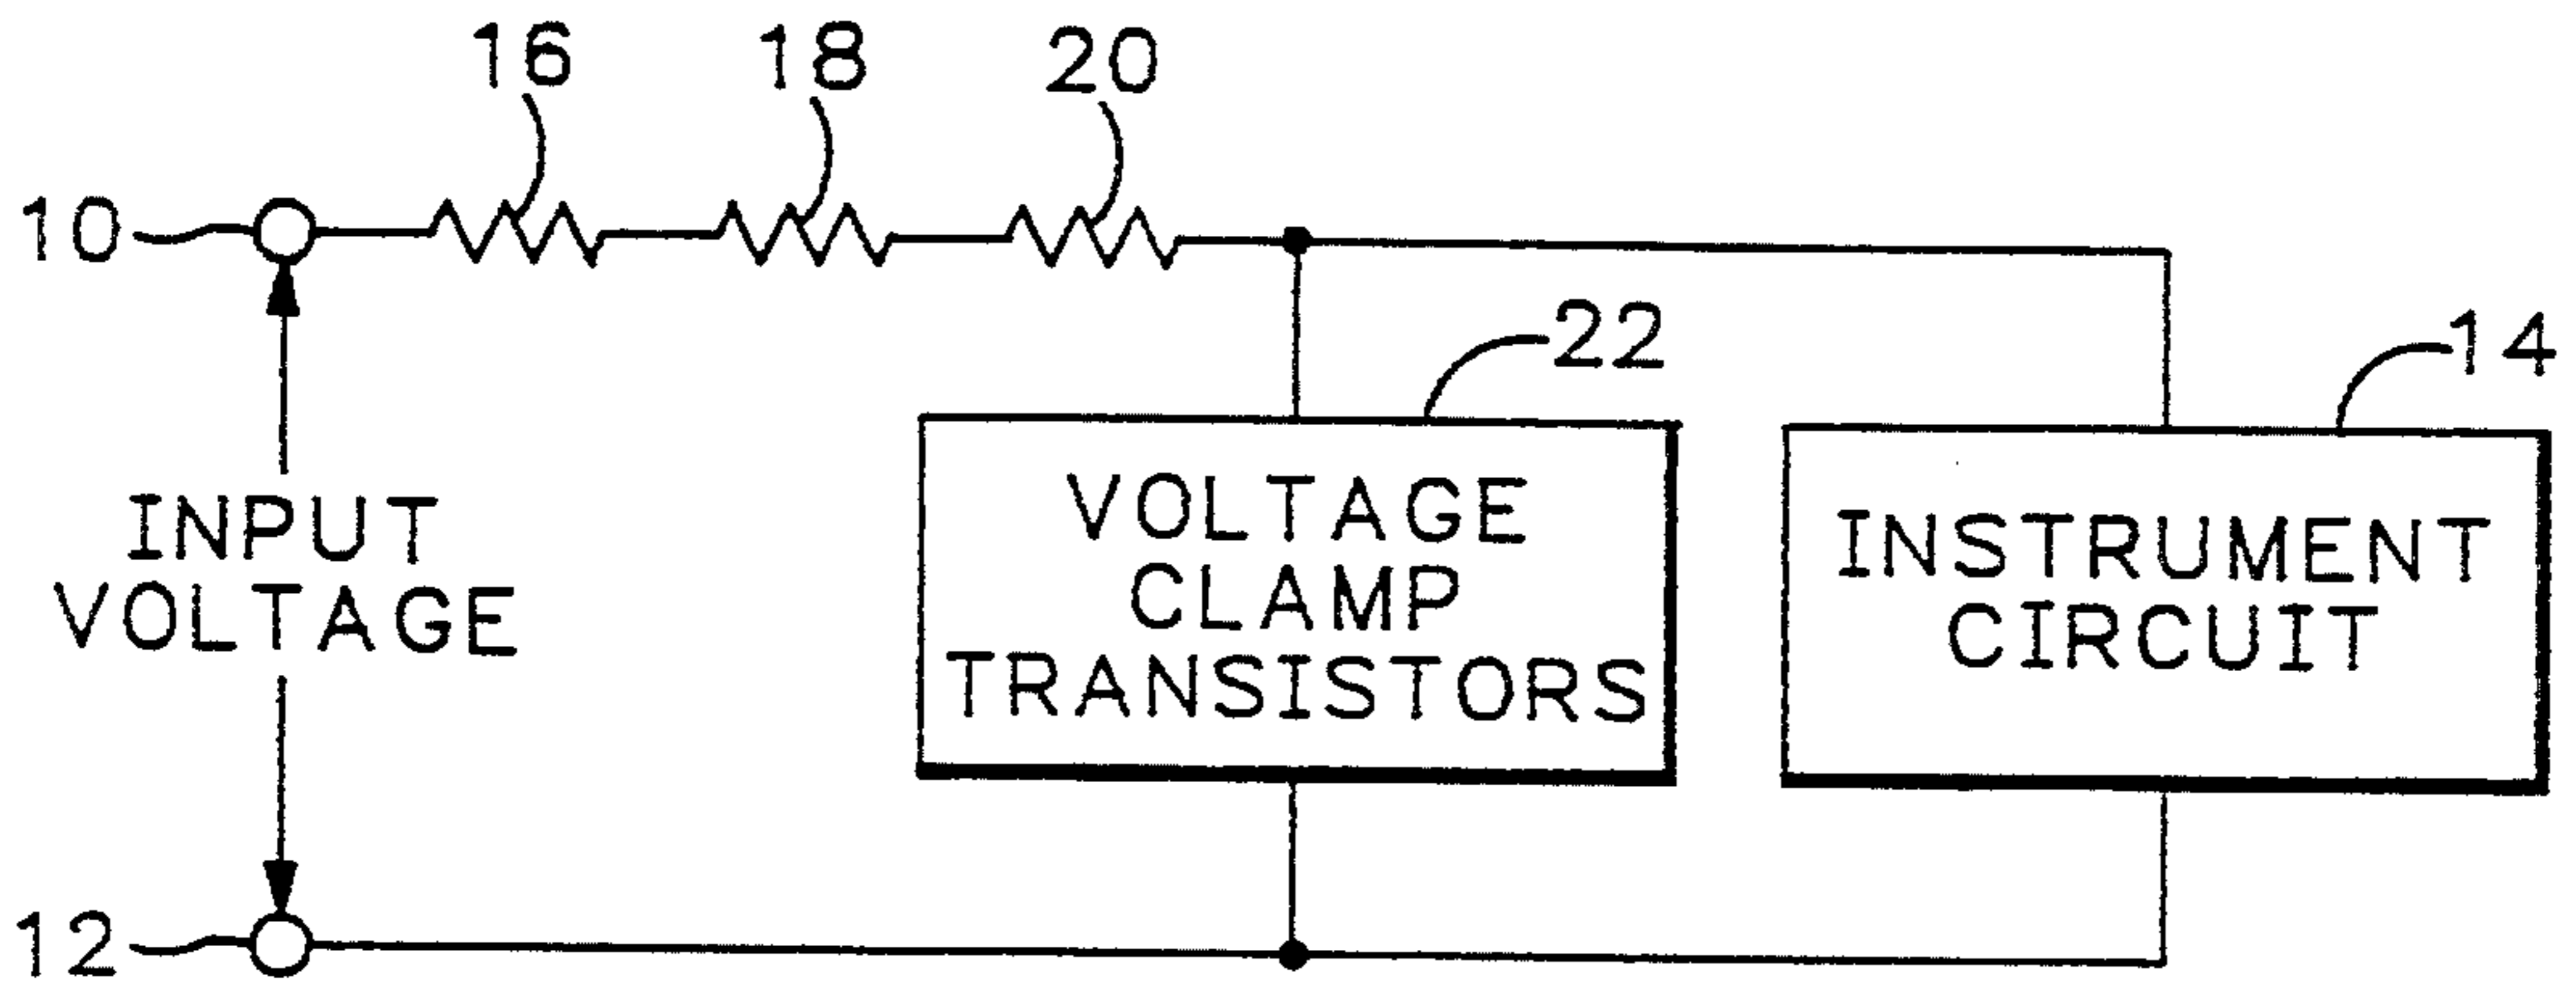 16
18
20
10
22
14
INPUT
VOLTAGE
VOLTAGE
CLAMP
TRANSISTORS
INSTRUMENT
CIRCUIT
12